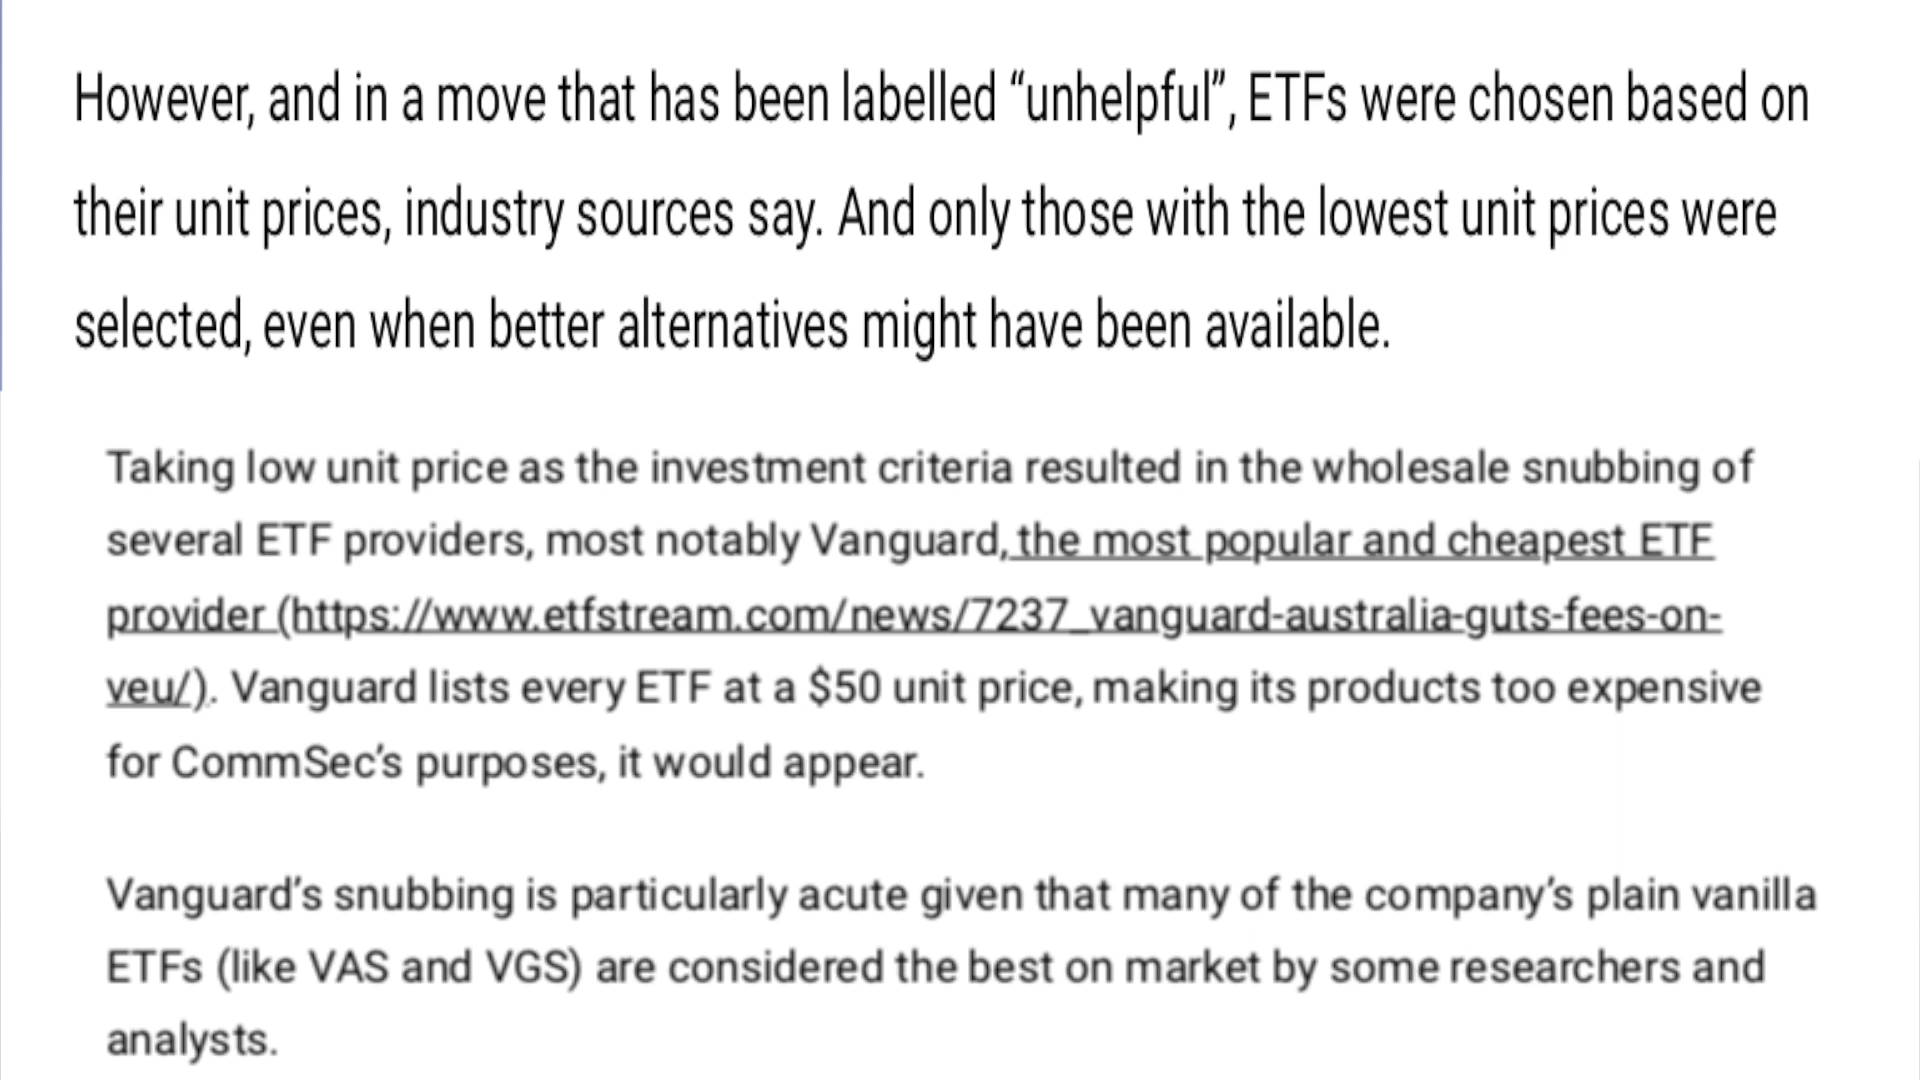 However, and in a move that has been labelled “unhelpful”, ETFs were chosen based on
their unit prices, industry sources say. And only those with the lowest unit prices were
selected, even when better alternatives might have been available.
Taking low unit price as the investment criteria resulted in the wholesale snubbing of
several ETF providers, most notably Vanguard, the most popular and cheapest ETF
provider (https://www.etfstream.com/news/7237_vanguard-australia-guts-fees-on-
veu/). Vanguard lists every ETF at a $50 unit price, making its products too expensive
for CommSec’s purposes, it would appear.
Vanguard’s snubbing is particularly acute given that many of the company’s plain vanilla
ETFs (like VAS and VGS) are considered the best on market by some researchers and
analysts.